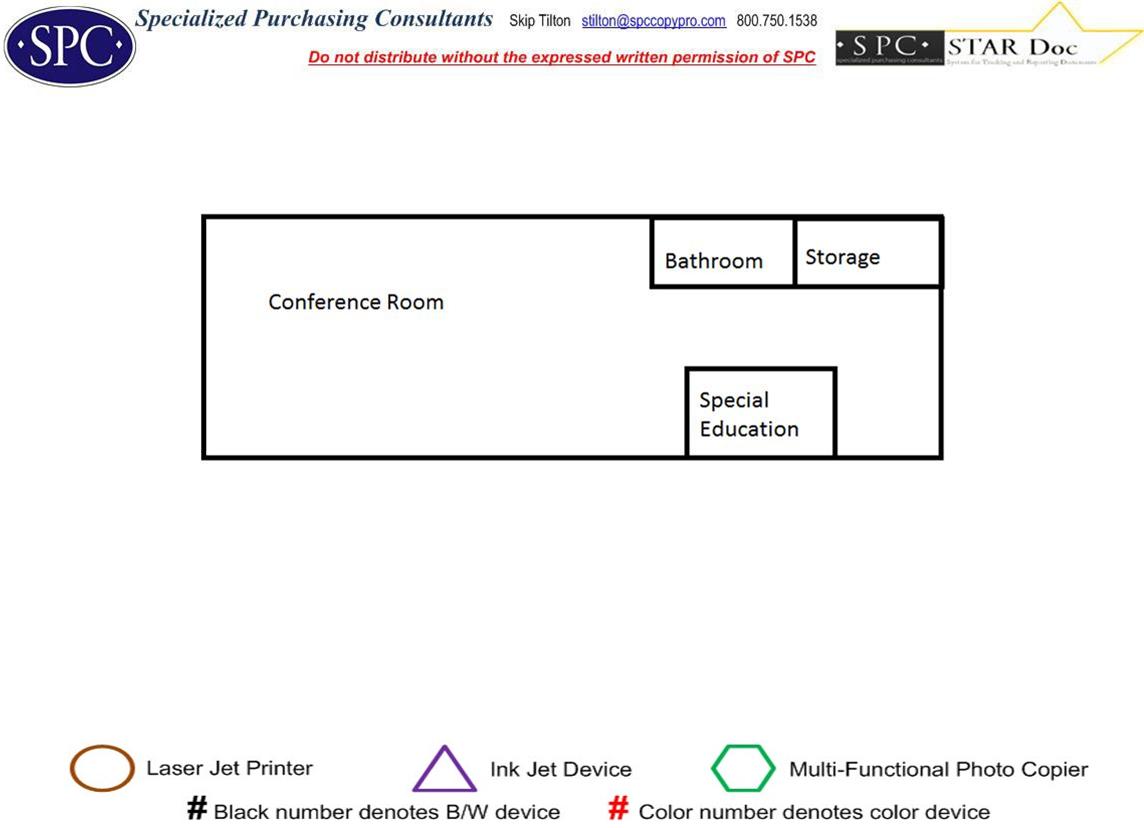 ·SPC·
Specialized Purchasing Consultants Skip Tilton stilton@spccopypro.com 800.750.1538
Do not distribute without the expressed written permission of SPC
·SPC· STAR Doc
specialized purchasing consultants System for Tracking and Reporting Documents
Bathroom
Storage
Conference Room
Special
Education
Laser Jet Printer
Ink Jet Device
Multi-Functional Photo Copier
# Black number denotes B/W device
# Color number denotes color device